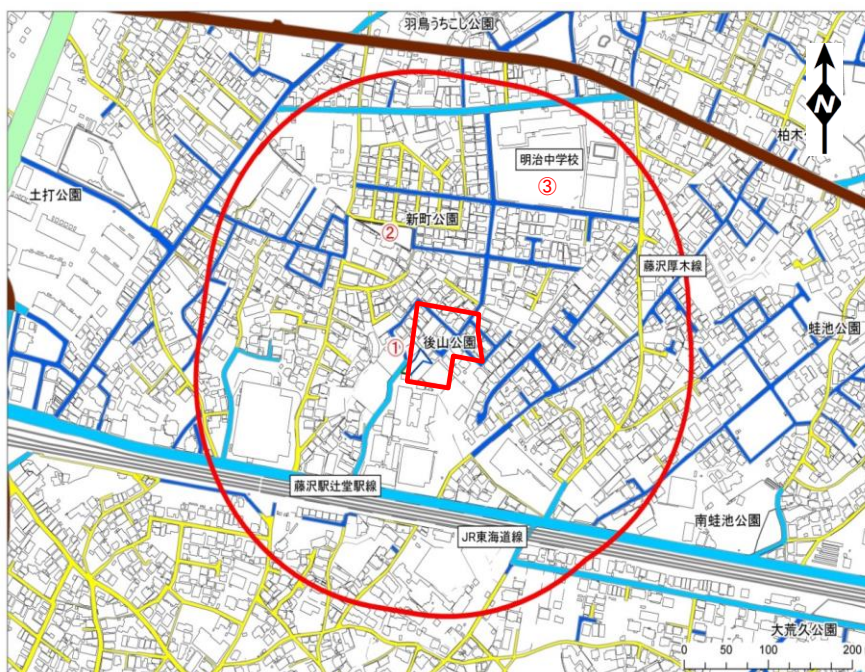 羽鳥うちこし公園
N
柏木
明治中学校
③
土打公園
新町公園
②
藤沢厚木線
①
後山公園
蛙池公園
藤沢駅辻堂駅線
南蛙池公園
JR東海道線
大荒久公園
0 50 100 200